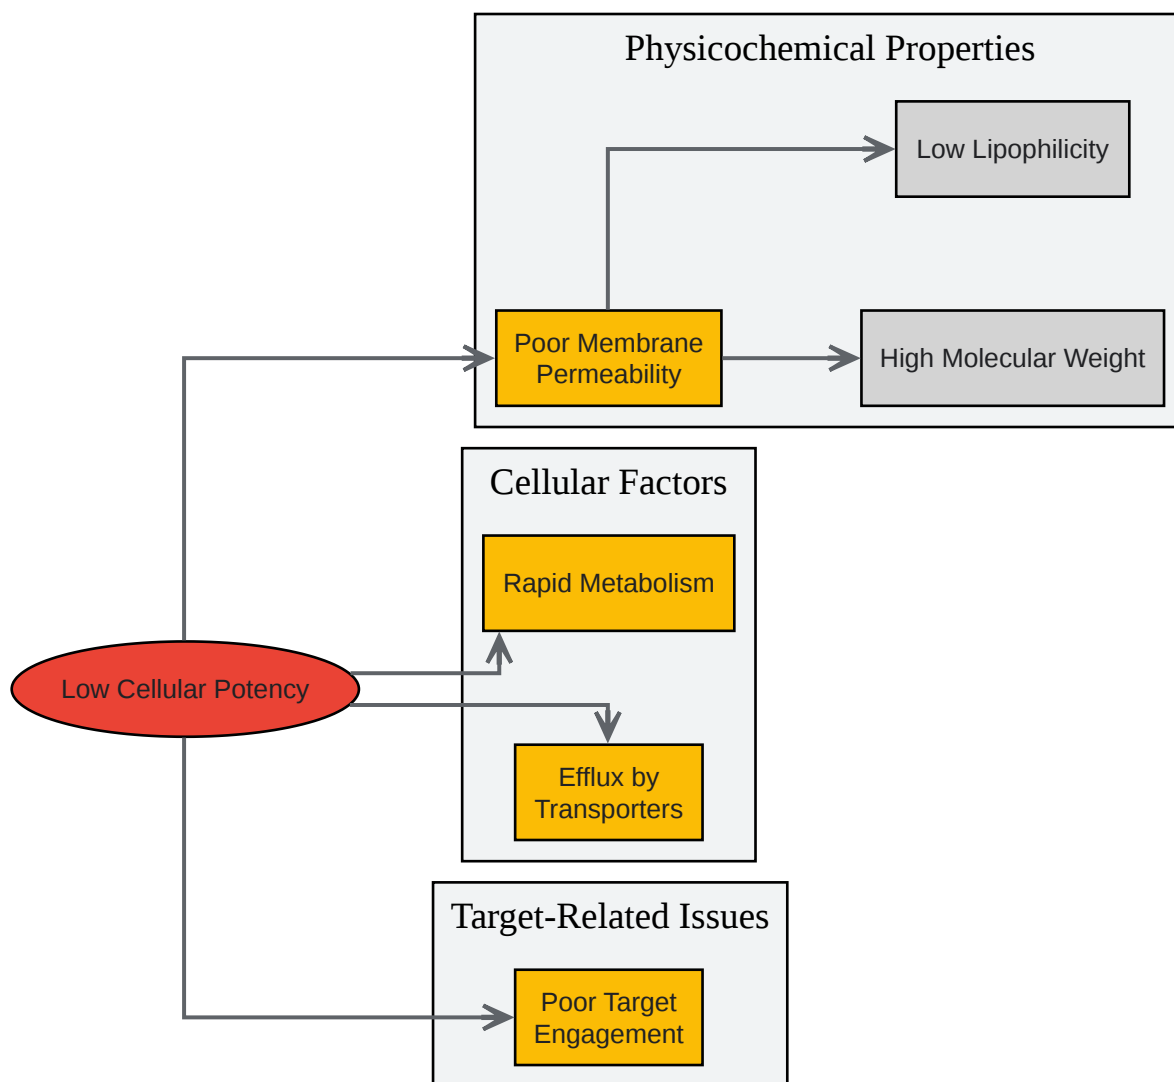 Physicochemical Properties
Low Lipophilicity
Poor Membrane
Permeability
High Molecular Weight
Cellular Factors
Rapid Metabolism
Low Cellular Potency
Efflux by
Transporters
Target-Related Issues
Poor Target
Engagement